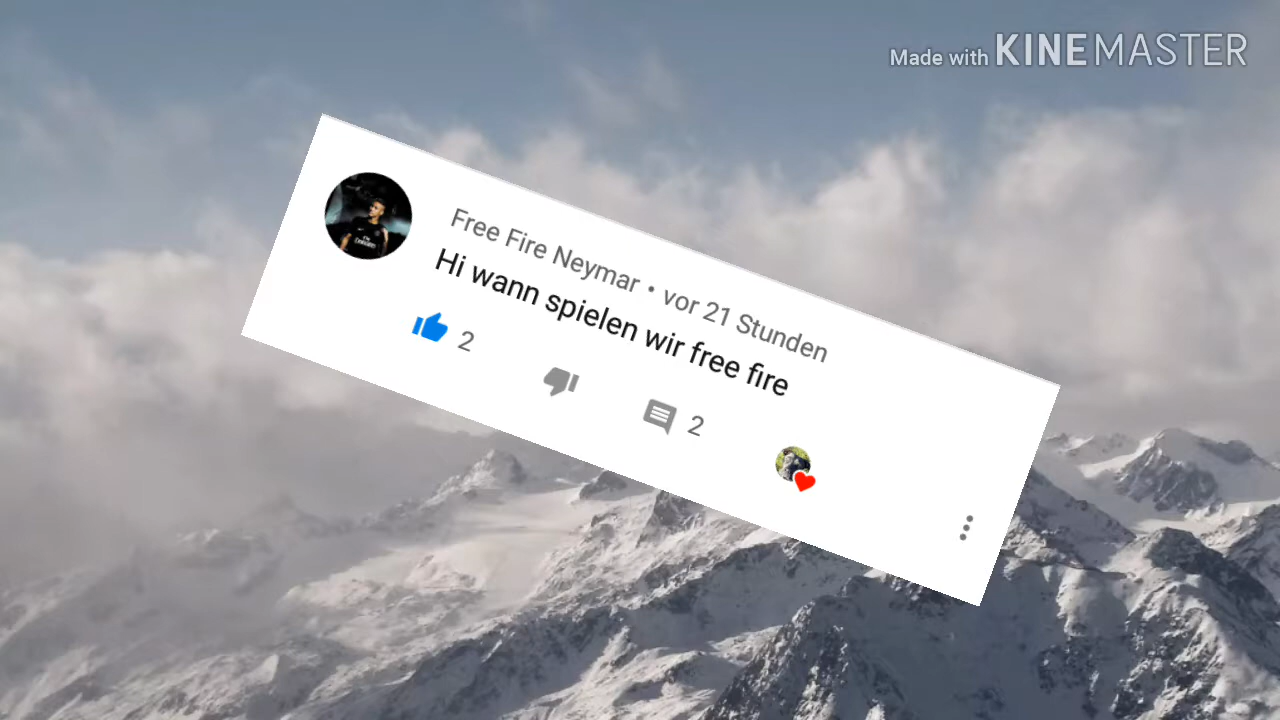 Made with KINEMASTER
Free Fire Neymar • vor 21 Stunden
Hi wann spielen wir free fire
2
2